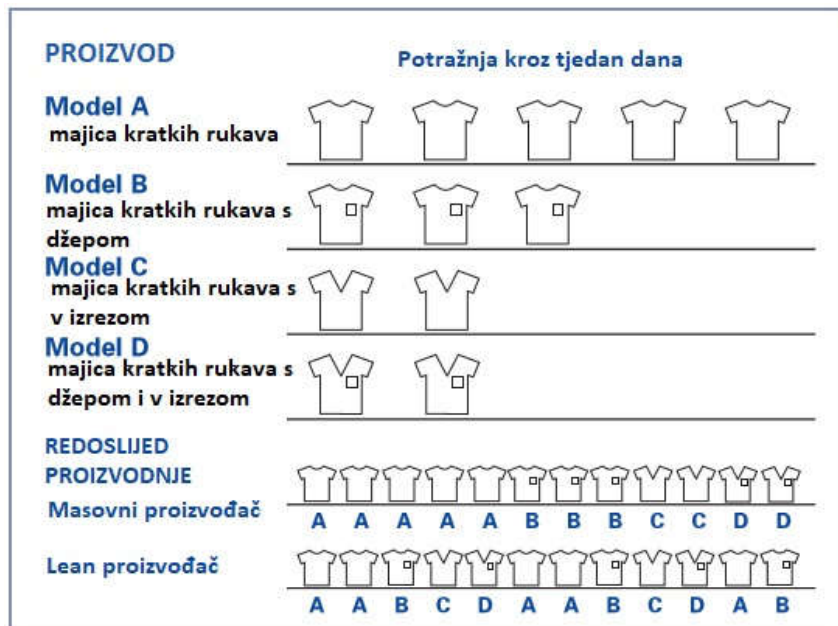 PROIZVOD
Potražnja kroz tjedan dana
Model A
majica kratkih rukava
Model B
majica kratkih rukava s
džepom
Model C
majica kratkih rukava s
v izrezom
Model D
majica kratkih rukava s
džepom i v izrezom
REDOSLIJED
PROIZVODNJE
Masovni proizvođač
A A A A A B B B C C D D
Lean proizvođač
A A B C D A A B C D A B